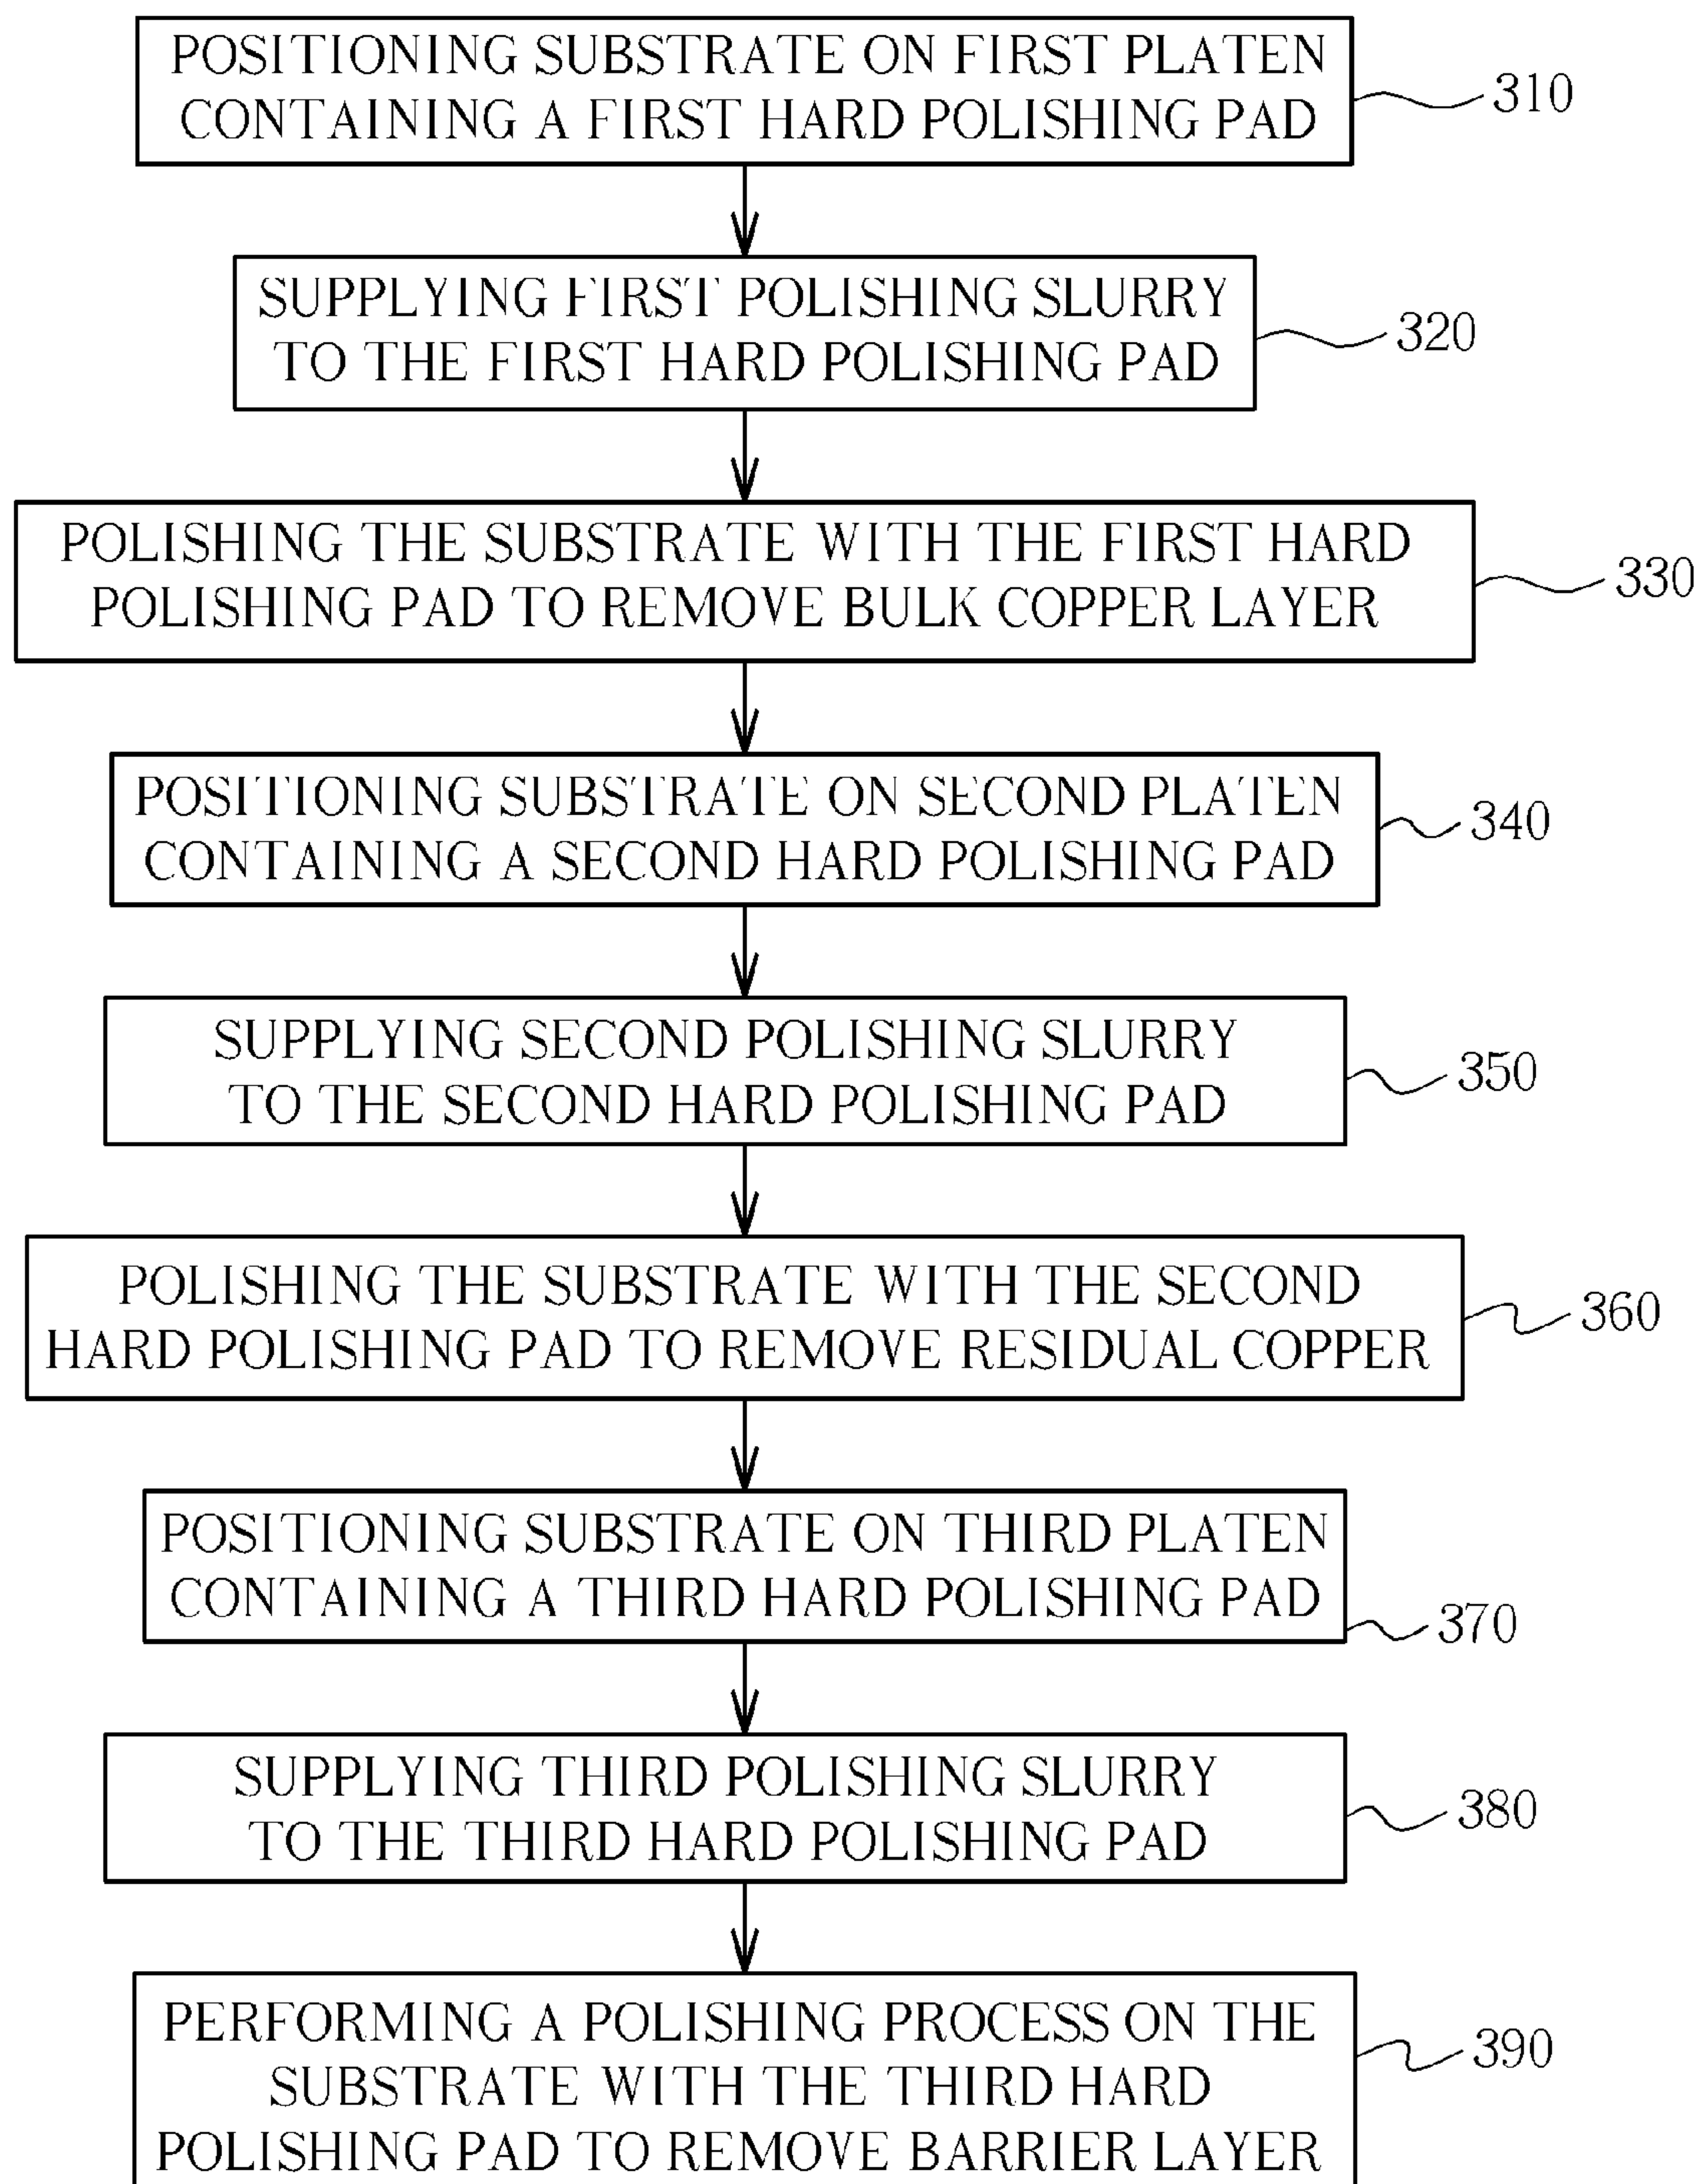 POSITIONING SUBSTRATE ON FIRST PLATEN
CONTAINING A FIRST HARD POLISHING PAD
310
SUPPLYING FIRST POLISHING SLURRY
TO THE FIRST HARD POLISHING PAD
320
POLISHING THE SUBSTRATE WITH THE FIRST HARD
POLISHING PAD TO REMOVE BULK COPPER LAYER
330
POSITIONING SUBSTRATE ON SECOND PLATEN
CONTAINING A SECOND HARD POLISHING PAD
340
SUPPLYING SECOND POLISHING SLURRY
TO THE SECOND HARD POLISHING PAD
350
POLISHING THE SUBSTRATE WITH THE SECOND
HARD POLISHING PAD TO REMOVE RESIDUAL COPPER
360
POSITIONING SUBSTRATE ON THIRD PLATEN
CONTAINING A THIRD HARD POLISHING PAD
370
SUPPLYING THIRD POLISHING SLURRY
TO THE THIRD HARD POLISHING PAD
380
PERFORMING A POLISHING PROCESS ON THE
SUBSTRATE WITH THE THIRD HARD
POLISHING PAD TO REMOVE BARRIER LAYER
390